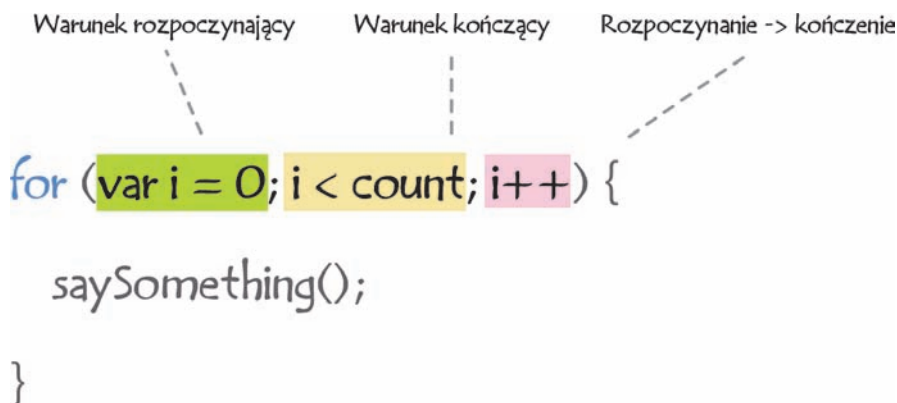 Warunek rozpoczynający Warunek kończący Rozpoczynanie -> kończenie
for (var i = 0; i < count; i++) {
saySomething();
}